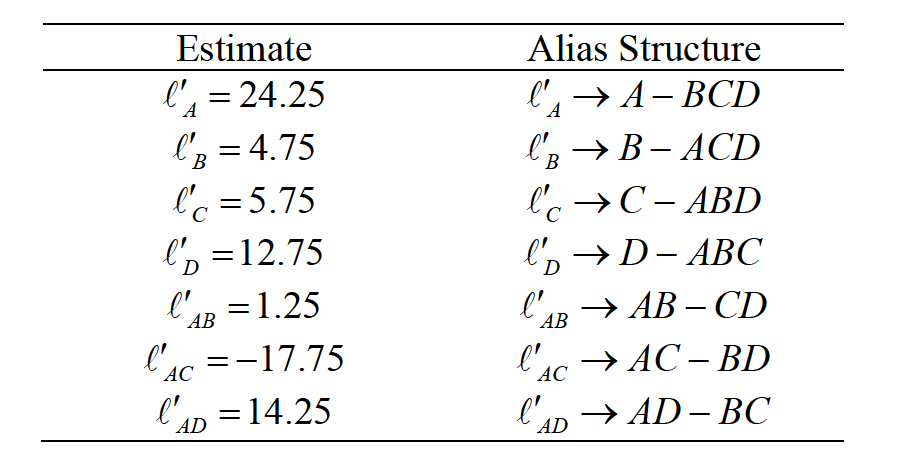 Estimate Alias Structure
ℓ′A = 24.25 ℓ′A → A − BCD
ℓ′B = 4.75 ℓ′B → B − ACD
ℓ′C = 5.75 ℓ′C → C − ABD
ℓ′D = 12.75 ℓ′D → D − ABC
ℓ′AB = 1.25 ℓ′AB → AB − CD
ℓ′AC = −17.75 ℓ′AC → AC − BD
ℓ′AD = 14.25 ℓ′AD → AD − BC